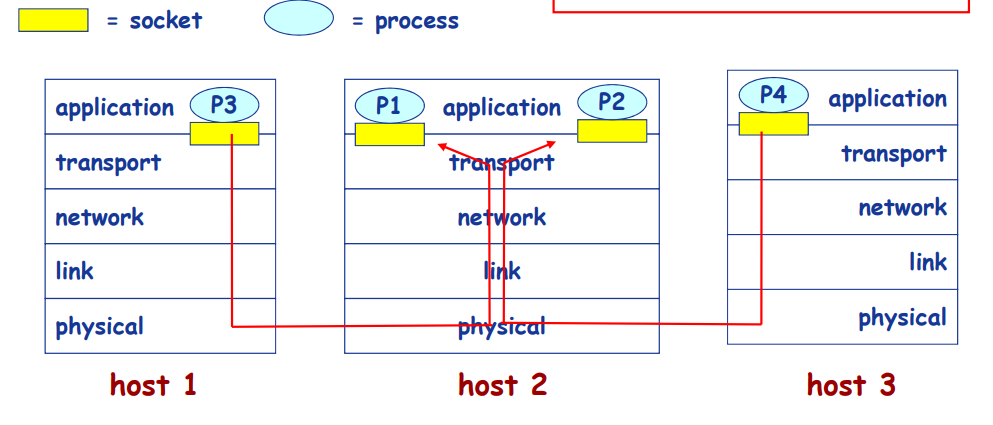 = socket
= process
application
P3
transport
network
link
physical
host 1
P1
application
P2
transport
network
link
physical
host 2
P4
application
transport
network
link
physical
host 3